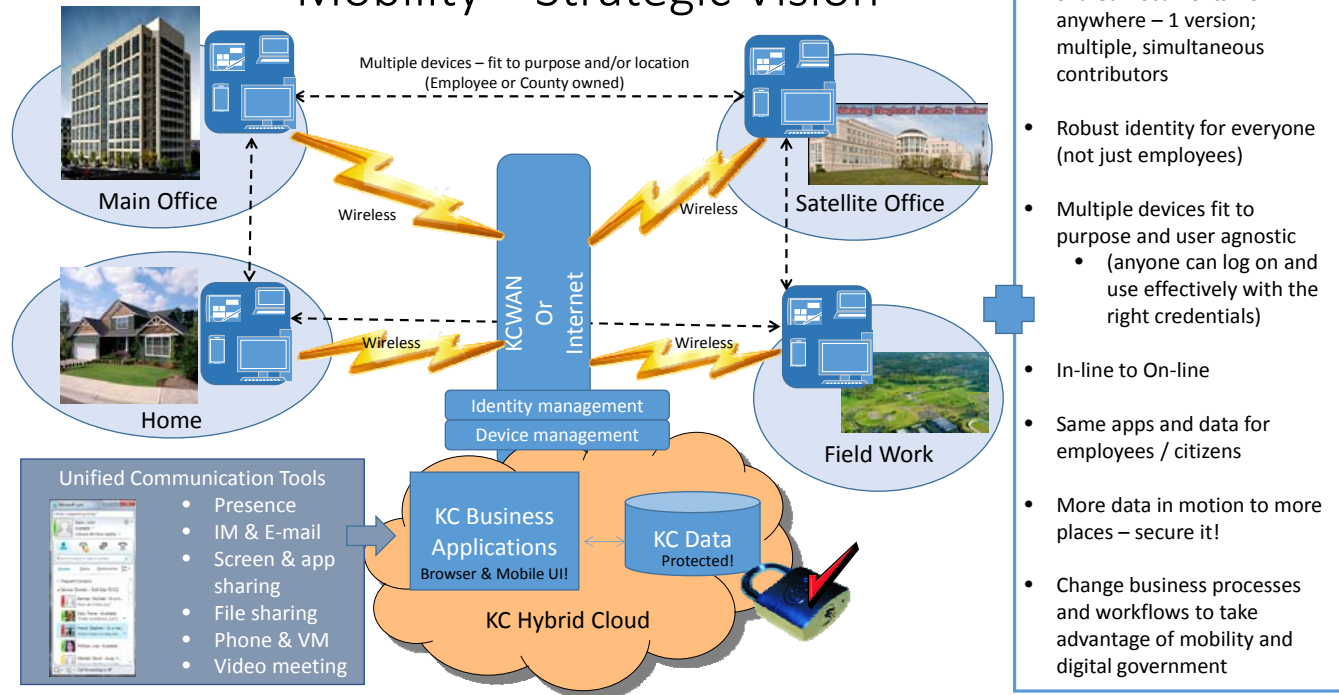 Mobility – Strategic Vision
Multiple devices – fit to purpose and/or location
(Employee or County owned)
Main Office
Satellite Office
Wireless
Wireless
KCWAN
Or
Internet
Wireless
Wireless
Home
Field Work
Identity management
Device management
Unified Communication Tools
• Presence
• IM & E-mail
• Screen & app
sharing
• File sharing
• Phone & VM
• Video meeting
KC Business
Applications
Browser & Mobile UI!
KC Data
Protected!
KC Hybrid Cloud
anywhere – 1 version;
multiple, simultaneous
contributors
• Robust identity for everyone
(not just employees)
• Multiple devices fit to
purpose and user agnostic
• (anyone can log on and
use effectively with the
right credentials)
• In-line to On-line
• Same apps and data for
employees / citizens
• More data in motion to more
places – secure it!
• Change business processes
and workflows to take
advantage of mobility and
digital government